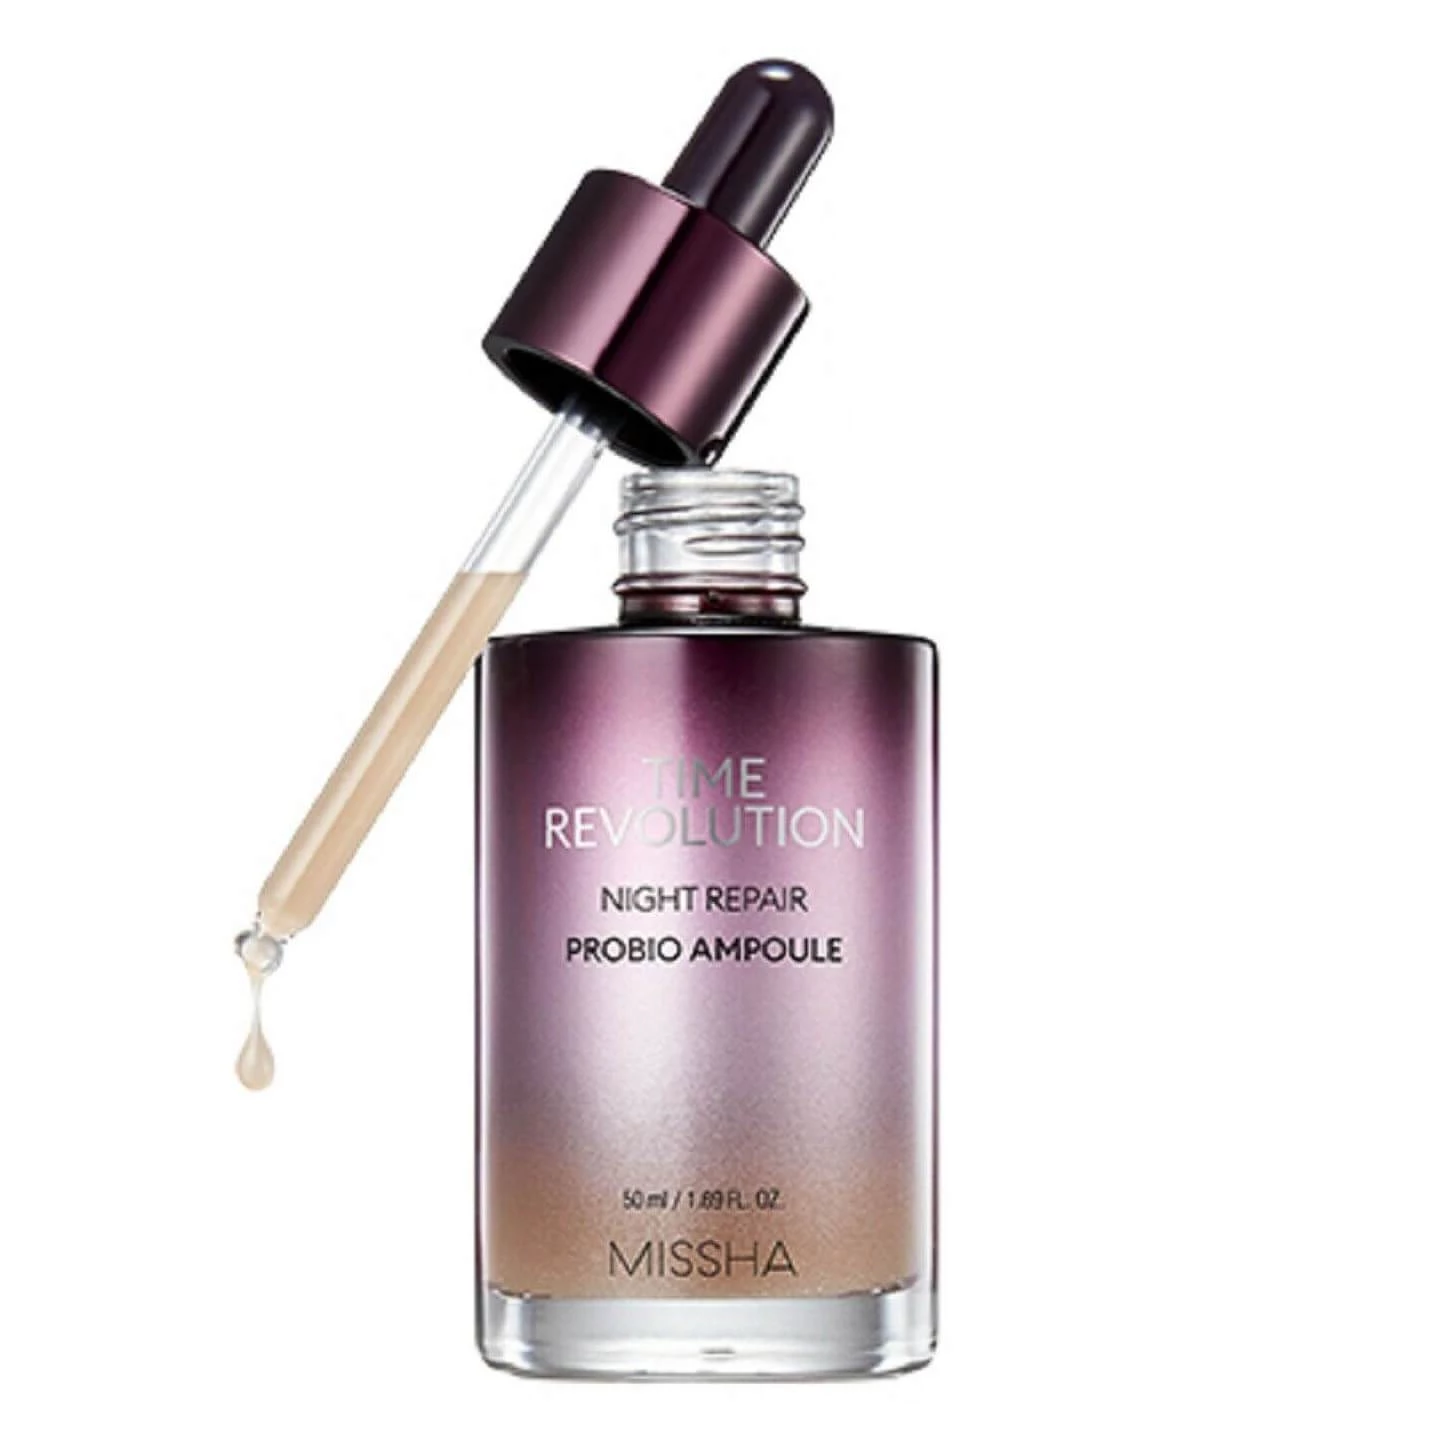 TIME
REVOLUTION
NIGHT REPAIR
PROBIO AMPOULE
50 ml / 1.69 FL. OZ.
MISSHA